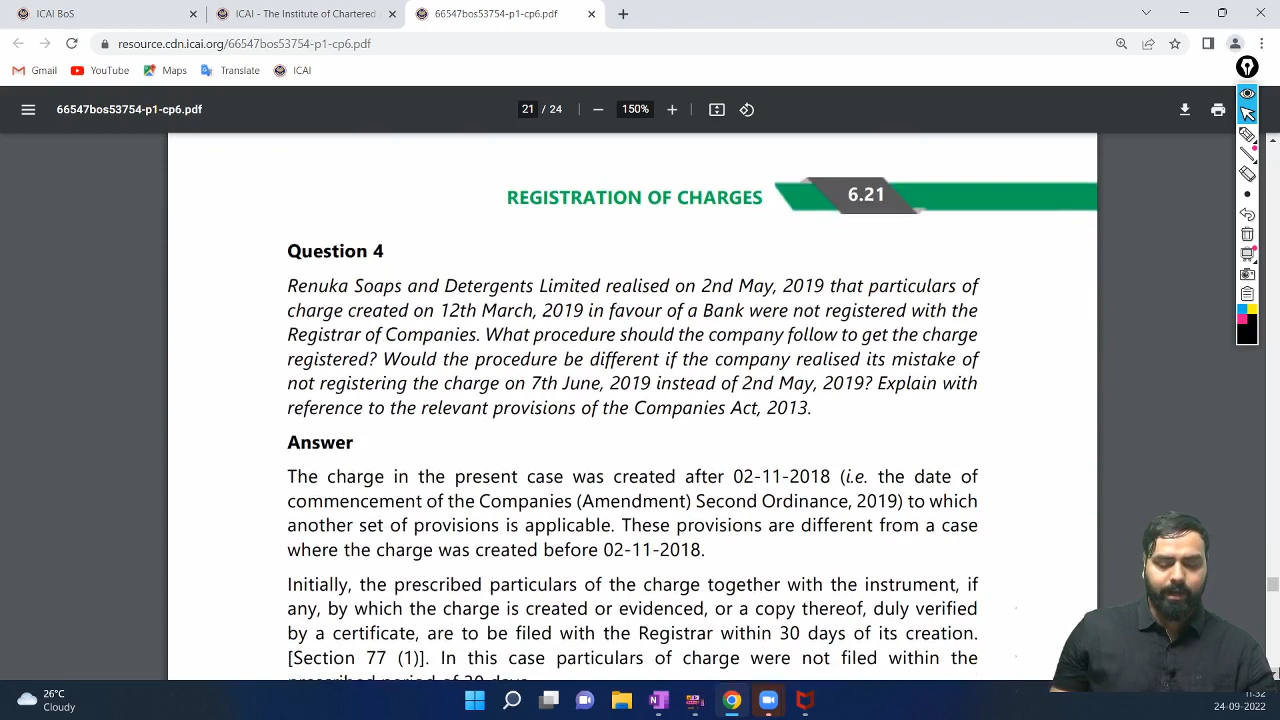 ICAI BoS
ICAI - The Institute of Chartered
66547bos53754-p1-cp6.pdf
resource.cdn.icai.org/66547bos53754-p1-cp6.pdf
Gmail
YouTube
Maps
Translate
ICAI
66547bos53754-p1-cp6.pdf
21 / 24
150%
REGISTRATION OF CHARGES
6.21
Question 4
Renuka Soaps and Detergents Limited realised on 2nd May, 2019 that particulars of
charge created on 12th March, 2019 in favour of a Bank were not registered with the
Registrar of Companies. What procedure should the company follow to get the charge
registered? Would the procedure be different if the company realised its mistake of
not registering the charge on 7th June, 2019 instead of 2nd May, 2019? Explain with
reference to the relevant provisions of the Companies Act, 2013.
Answer
The charge in the present case was created after 02-11-2018 (i.e. the date of
commencement of the Companies (Amendment) Second Ordinance, 2019) to which
another set of provisions is applicable. These provisions are different from a case
where the charge was created before 02-11-2018.
Initially, the prescribed particulars of the charge together with the instrument, if
any, by which the charge is created or evidenced, or a copy thereof, duly verified
by a certificate, are to be filed with the Registrar within 30 days of its creation.
[Section 77 (1)]. In this case particulars of charge were not filed within the
prescribed period of 30 days.
26°C
Cloudy
11:32
24-09-2022